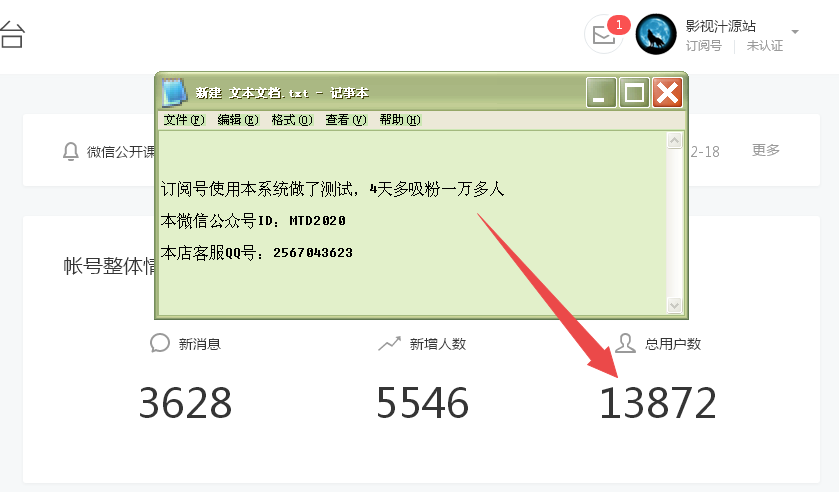 台
1
影视汁源站
订阅号 未认证
新建 文本文档.txt - 记事本
文件(F) 编辑(E) 格式(O) 查看(V) 帮助(H)
微信公开课
2-18 更多
订阅号使用本系统做了测试，4天多吸粉一万多人
本微信公众号ID：MTD2020
本店客服QQ号：2567043623
帐号整体情
新消息 新增人数 总用户数
3628 5546 13872